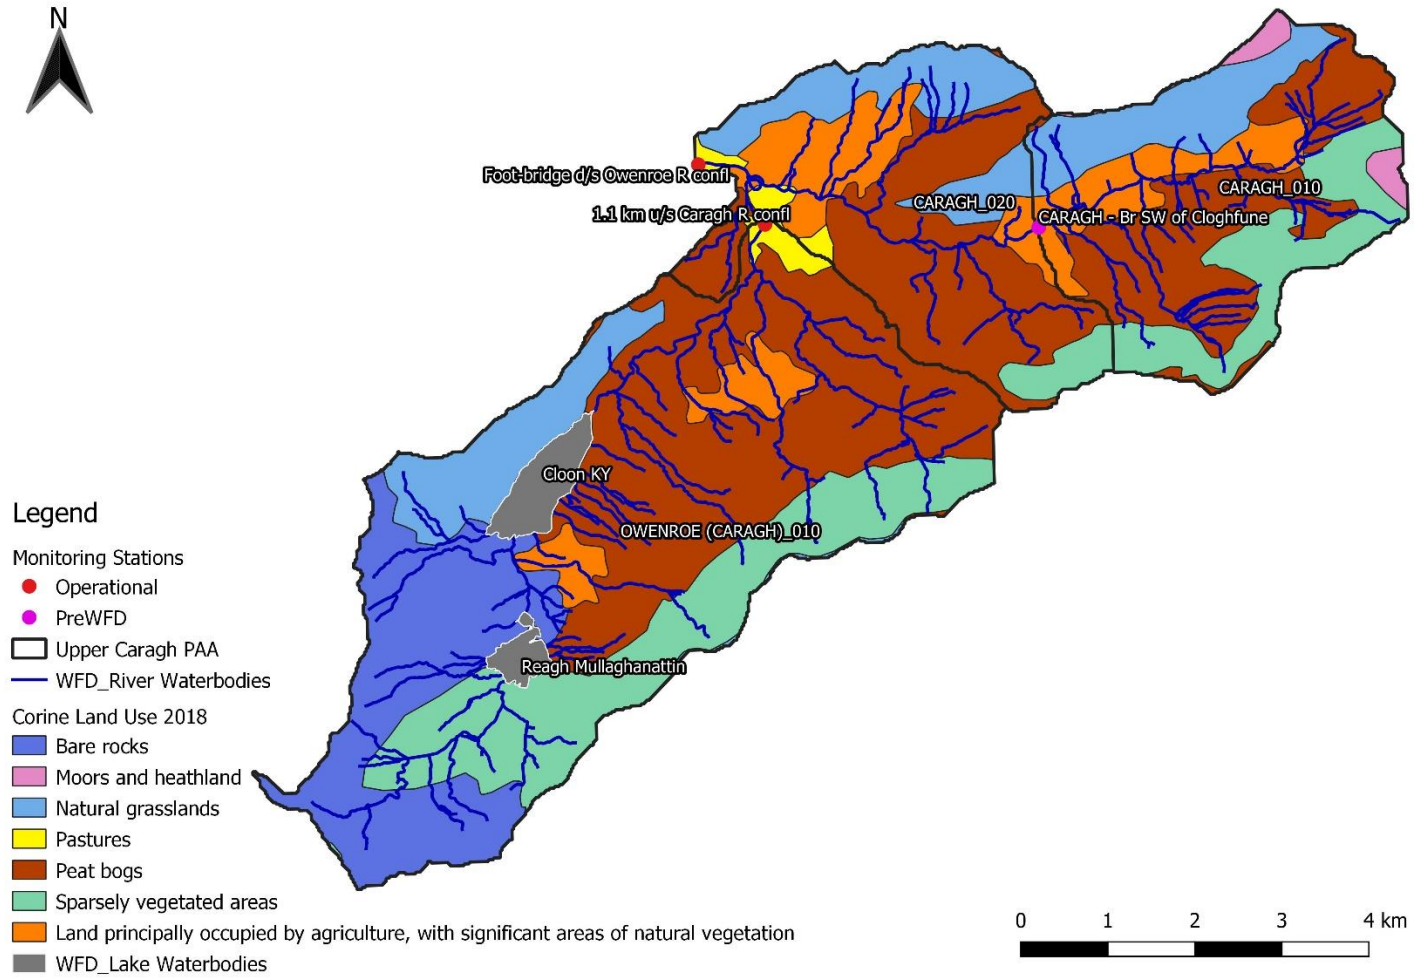 N
Foot-bridge d/s Owenroe R confl
1.1 km u/s Caragh R confl
CARAGH_020
CARAGH_010
CARAGH - Br SW of Cloghfune
Cloon KY
OWENROE (CARAGH)_010
Reagh Mullaghanattin
Legend
Monitoring Stations
Operational
PreWFD
Upper Caragh PAA
WFD_River Waterbodies
Corine Land Use 2018
Bare rocks
Moors and heathland
Natural grasslands
Pastures
Peat bogs
Sparsely vegetated areas
Land principally occupied by agriculture, with significant areas of natural vegetation
WFD_Lake Waterbodies
0 1 2 3 4 km